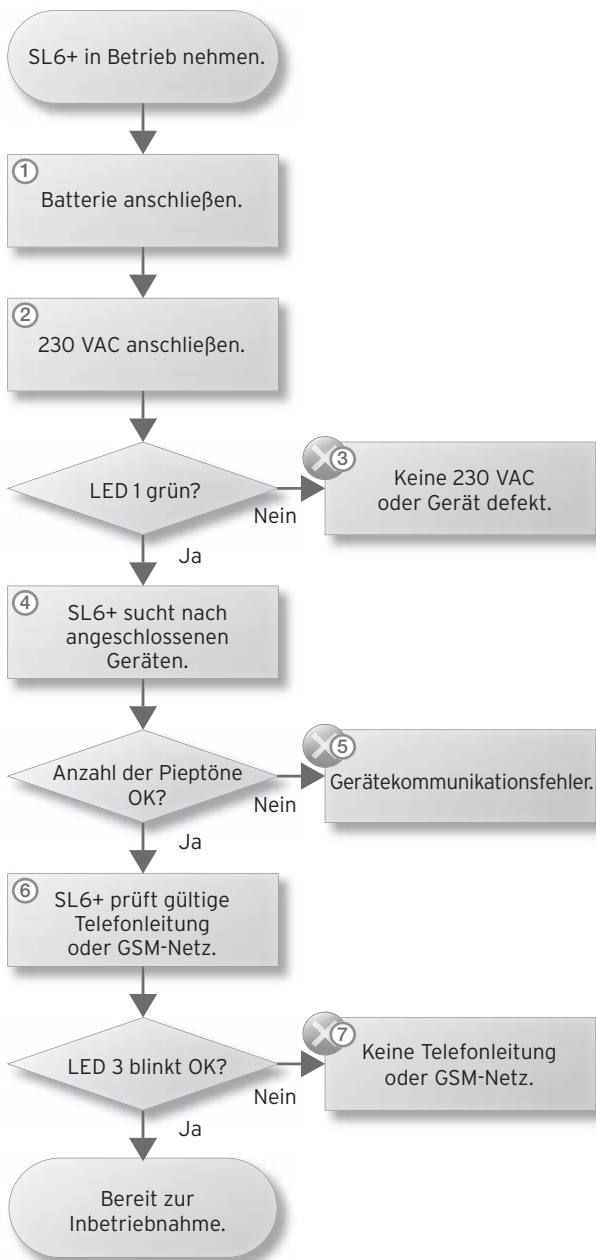 SL6+ in Betrieb nehmen.
1
Batterie anschließen.
2
230 VAC anschließen.
LED 1 grün?
Nein
3
Keine 230 VAC
oder Gerät defekt.
Ja
4
SL6+ sucht nach
angeschlossenen
Geräten.
Anzahl der Pieptöne
OK?
Nein
5
Gerätekommunikationsfehler.
Ja
6
SL6+ prüft gültige
Telefonleitung
oder GSM-Netz.
LED 3 blinkt OK?
Nein
7
Keine Telefonleitung
oder GSM-Netz.
Ja
Bereit zur
Inbetriebnahme.